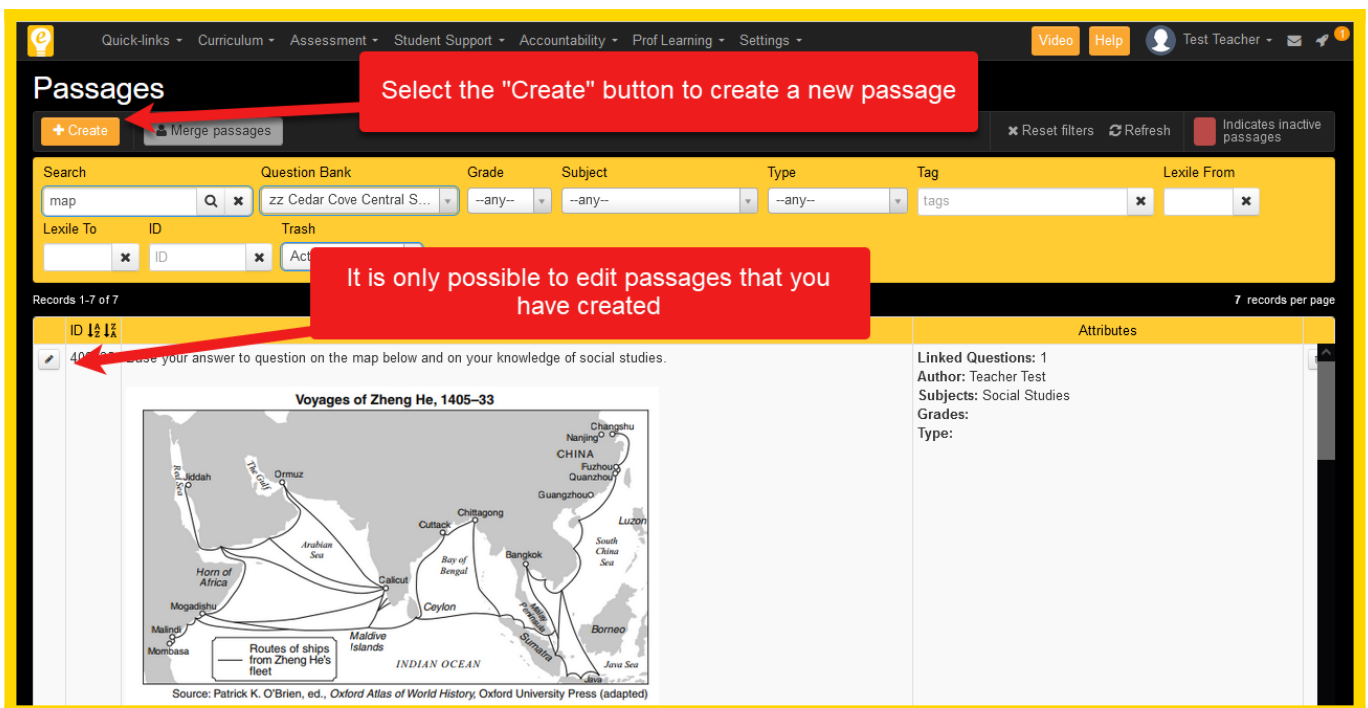 Quick-links Curriculum Assessment Student Support Accountability Prof Learning Settings Video Help Test Teacher 1
Passages
Select the "Create" button to create a new passage
+ Create Merge passages Reset filters Refresh Indicates inactive
passages
Search Question Bank Grade Subject Type Tag Lexile From
map zz Cedar Cove Central S... --any-- --any-- --any-- tags
Lexile To ID Trash
ID
It is only possible to edit passages that you
have created
Records 1-7 of 7 7 records per page
ID Attributes
your answer to question on the map below and on your knowledge of social studies.
Linked Questions: 1
Author: Teacher Test
Subjects: Social Studies
Grades:
Type:
Voyages of Zheng He, 1405–33
Changshu
Nanjing
CHINA
Fuzhou
Quanzhou
Guangzhou
Red Sea
Jiddah
The Gulf
Ormuz
Chittagong
Cuttack
Luzon
Arabian
Sea
Bay of
Bengal
Bangkok
South
China
Sea
Horn of
Africa
Calicut
Mogadishu
Ceylon
Malay
Peninsula
Malindi
Mombasa
Maldive
Islands
Borneo
Sumatra
Routes of ships
from Zheng He's
fleet
INDIAN OCEAN
Java Sea
Java
Source: Patrick K. O'Brien, ed., Oxford Atlas of World History, Oxford University Press (adapted)